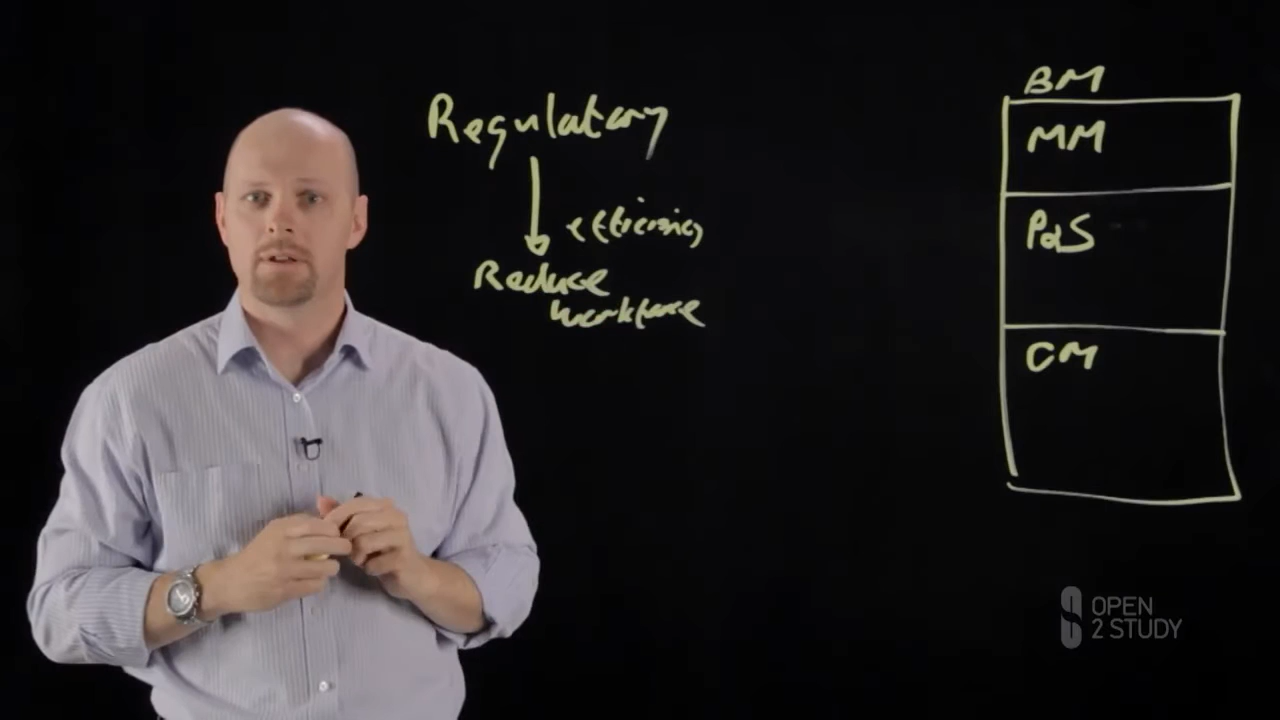 Regulatory
efficiency
Reduce
workforce
BM
MM
PdS
CM
OPEN
2 STUDY